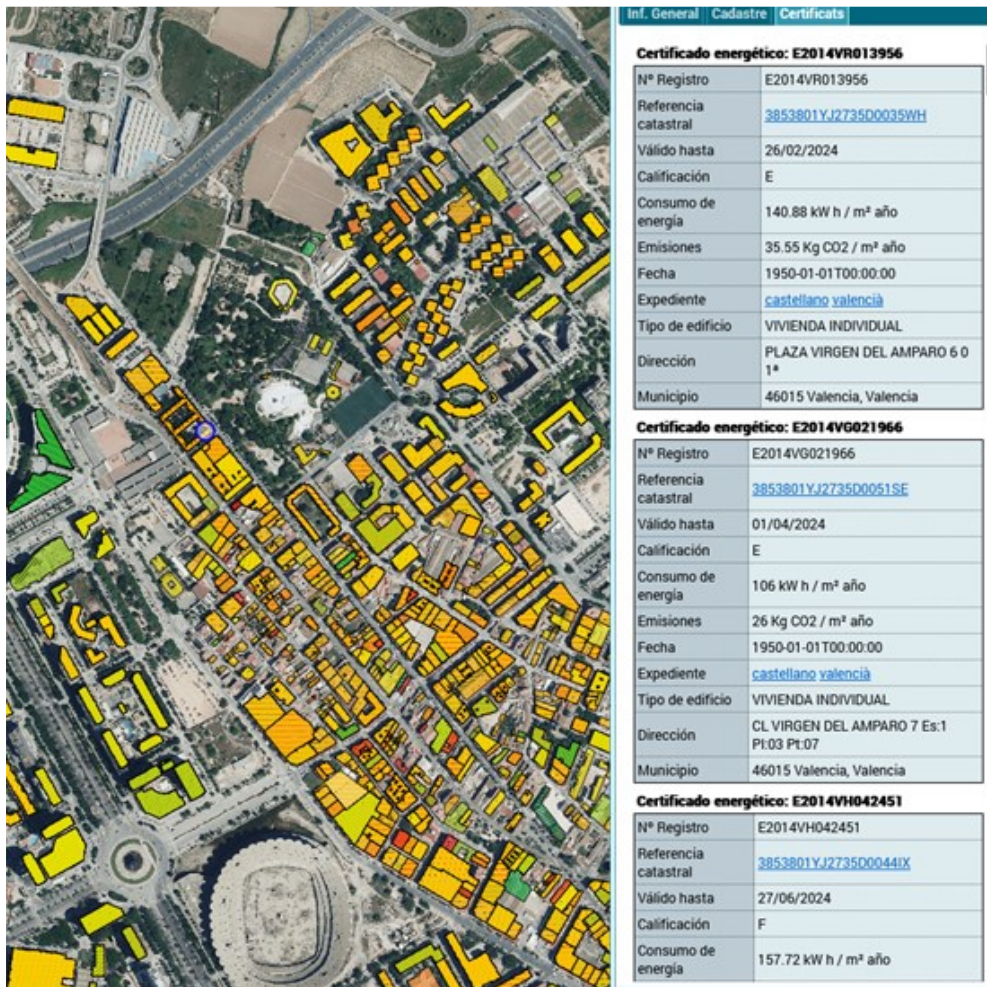 Inf. General Cadastre Certificats
Certificado energético: E2014VR013956
Nº Registro E2014VR013956
Referencia
catastral 3853801YJ2735D0035WH
Válido hasta 26/02/2024
Calificación E
Consumo de
energía 140.88 kW h / m² año
Emisiones 35.55 Kg CO2 / m² año
Fecha 1950-01-01T00:00:00
Expediente castellano valencià
Tipo de edificio VIVIENDA INDIVIDUAL
Dirección PLAZA VIRGEN DEL AMPARO 6 0
1ª
Municipio 46015 Valencia, Valencia
Certificado energético: E2014VG021966
Nº Registro E2014VG021966
Referencia
catastral 3853801YJ2735D0051SE
Válido hasta 01/04/2024
Calificación E
Consumo de
energía 106 kW h / m² año
Emisiones 26 Kg CO2 / m² año
Fecha 1950-01-01T00:00:00
Expediente castellano valencià
Tipo de edificio VIVIENDA INDIVIDUAL
Dirección CL VIRGEN DEL AMPARO 7 Es:1
Pl:03 Pt:07
Municipio 46015 Valencia, Valencia
Certificado energético: E2014VH042451
Nº Registro E2014VH042451
Referencia
catastral 3853801YJ2735D0044IX
Válido hasta 27/06/2024
Calificación F
Consumo de
energía 157.72 kW h / m² año